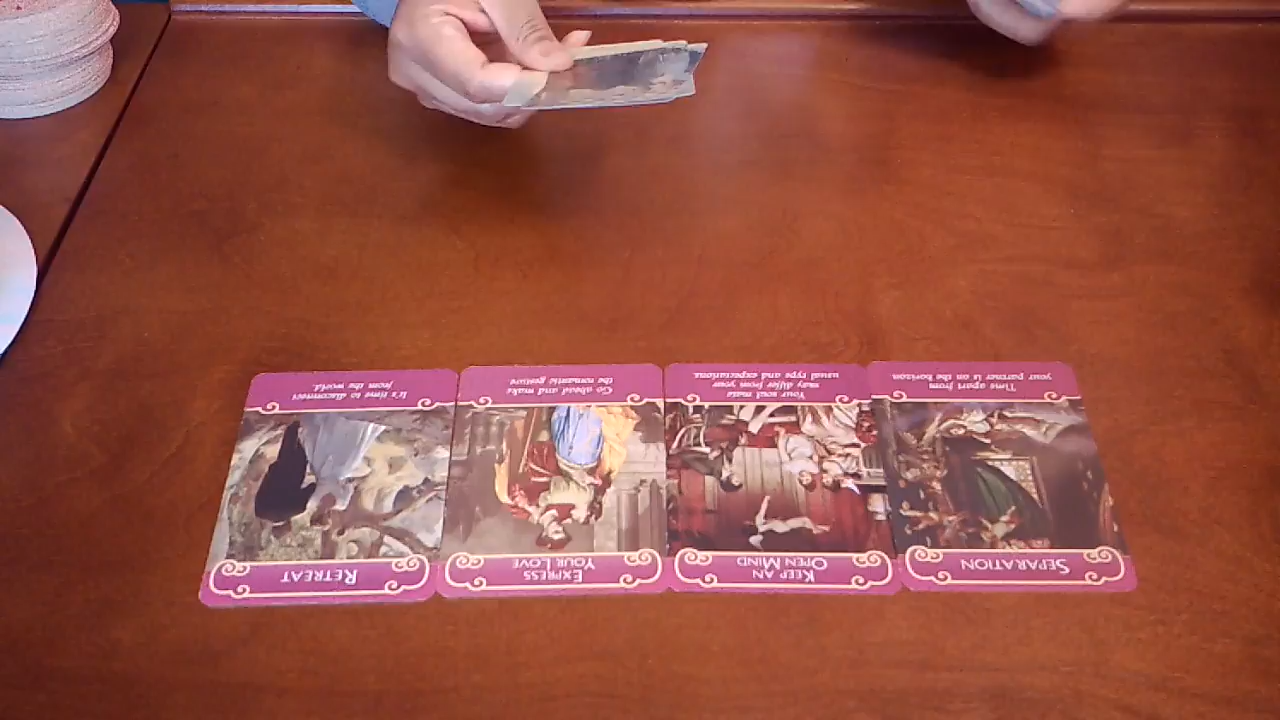 SEPARATION
Time apart from
your partner is on the horizon
KEEP AN
OPEN MIND
Your soul mate
may differ from your
usual type and expectations
EXPRESS
YOUR LOVE
Go ahead and make
the romantic gesture
RETREAT
It's time to disconnect
from the world.